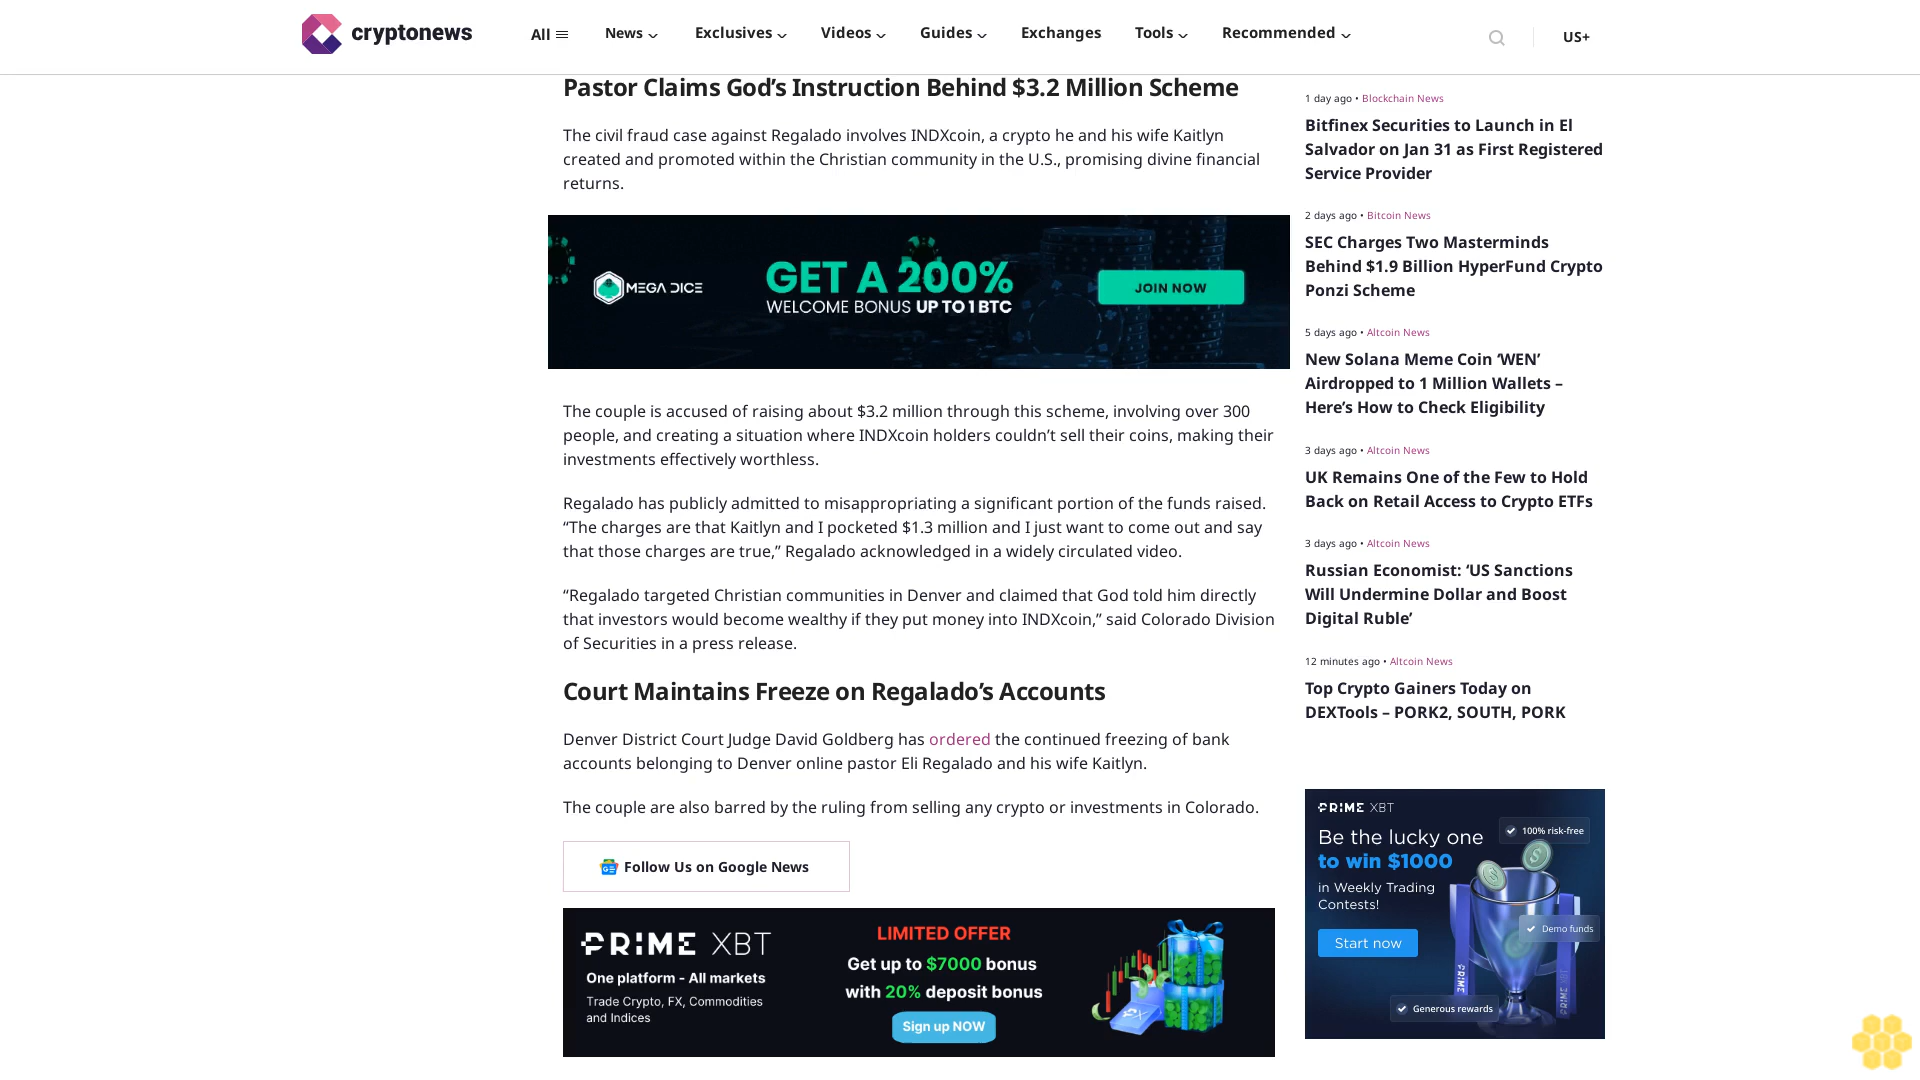 cryptonews
All
News
Exclusives
Videos
Guides
Exchanges
Tools
Recommended
US+
Pastor Claims God’s Instruction Behind $3.2 Million Scheme
The civil fraud case against Regalado involves INDXcoin, a crypto he and his wife Kaitlyn
created and promoted within the Christian community in the U.S., promising divine financial
returns.
MEGA DICE
GET A 200%
WELCOME BONUS UP TO 1 BTC
JOIN NOW
The couple is accused of raising about $3.2 million through this scheme, involving over 300
people, and creating a situation where INDXcoin holders couldn’t sell their coins, making their
investments effectively worthless.
Regalado has publicly admitted to misappropriating a significant portion of the funds raised.
“The charges are that Kaitlyn and I pocketed $1.3 million and I just want to come out and say
that those charges are true,” Regalado acknowledged in a widely circulated video.
“Regalado targeted Christian communities in Denver and claimed that God told him directly
that investors would become wealthy if they put money into INDXcoin,” said Colorado Division
of Securities in a press release.
Court Maintains Freeze on Regalado’s Accounts
Denver District Court Judge David Goldberg has ordered the continued freezing of bank
accounts belonging to Denver online pastor Eli Regalado and his wife Kaitlyn.
The couple are also barred by the ruling from selling any crypto or investments in Colorado.
Follow Us on Google News
PRIME XBT
One platform - All markets
Trade Crypto, FX, Commodities
and Indices
LIMITED OFFER
Get up to $7000 bonus
with 20% deposit bonus
Sign up NOW
1 day ago • Blockchain News
Bitfinex Securities to Launch in El
Salvador on Jan 31 as First Registered
Service Provider
2 days ago • Bitcoin News
SEC Charges Two Masterminds
Behind $1.9 Billion HyperFund Crypto
Ponzi Scheme
5 days ago • Altcoin News
New Solana Meme Coin ‘WEN’
Airdropped to 1 Million Wallets –
Here’s How to Check Eligibility
3 days ago • Altcoin News
UK Remains One of the Few to Hold
Back on Retail Access to Crypto ETFs
3 days ago • Altcoin News
Russian Economist: ‘US Sanctions
Will Undermine Dollar and Boost
Digital Ruble’
12 minutes ago • Altcoin News
Top Crypto Gainers Today on
DEXTools – PORK2, SOUTH, PORK
PRIME XBT
100% risk-free
Be the lucky one
to win $1000
in Weekly Trading
Contests!
Demo funds
Start now
PRIME
PRIME
Generous rewards